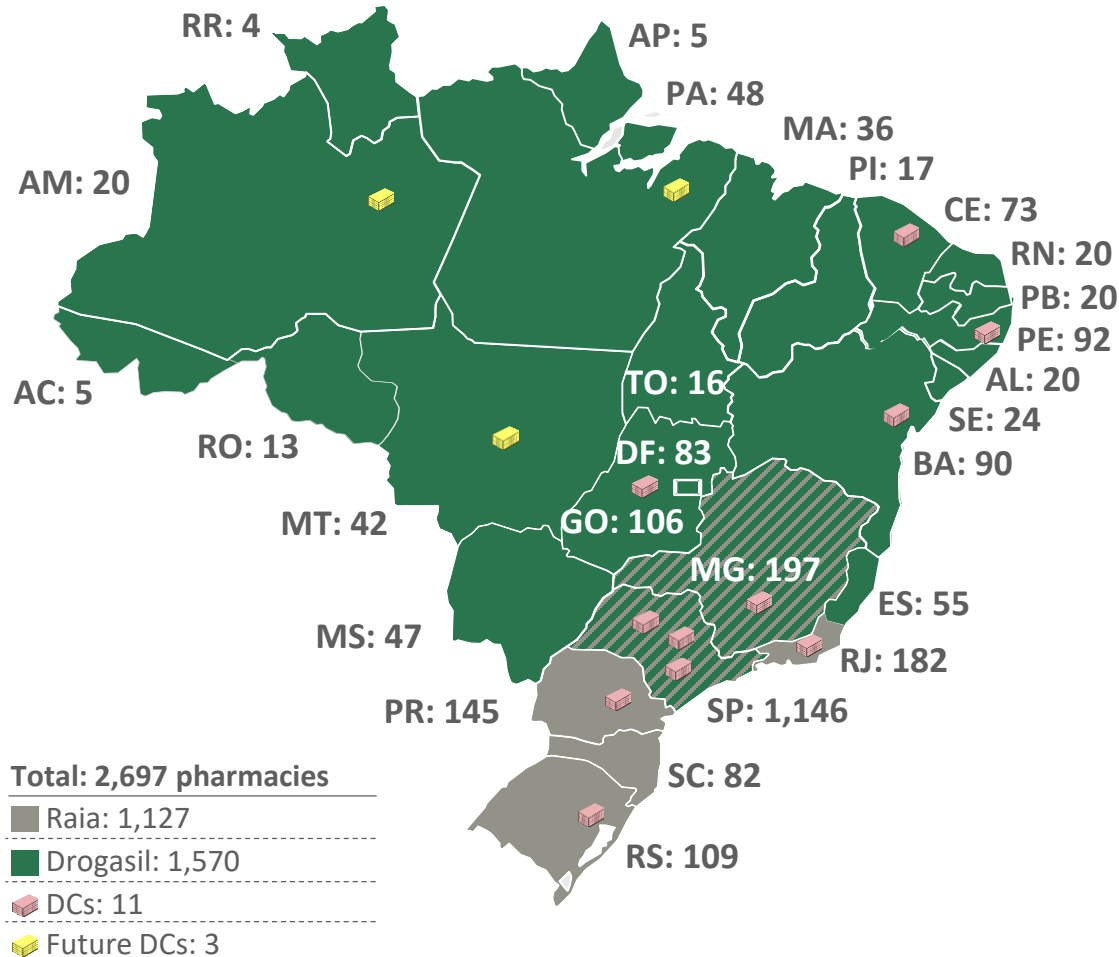 RR: 4
AP: 5
PA: 48
MA: 36
PI: 17
AM: 20
CE: 73
RN: 20
PB: 20
PE: 92
AC: 5
TO: 16
AL: 20
SE: 24
RO: 13
DF: 83
BA: 90
MT: 42
GO: 106
MG: 197
ES: 55
MS: 47
RJ: 182
PR: 145
SP: 1,146
SC: 82
RS: 109
Total: 2,697 pharmacies
Raia: 1,127
Drogasil: 1,570
DCs: 11
Future DCs: 3